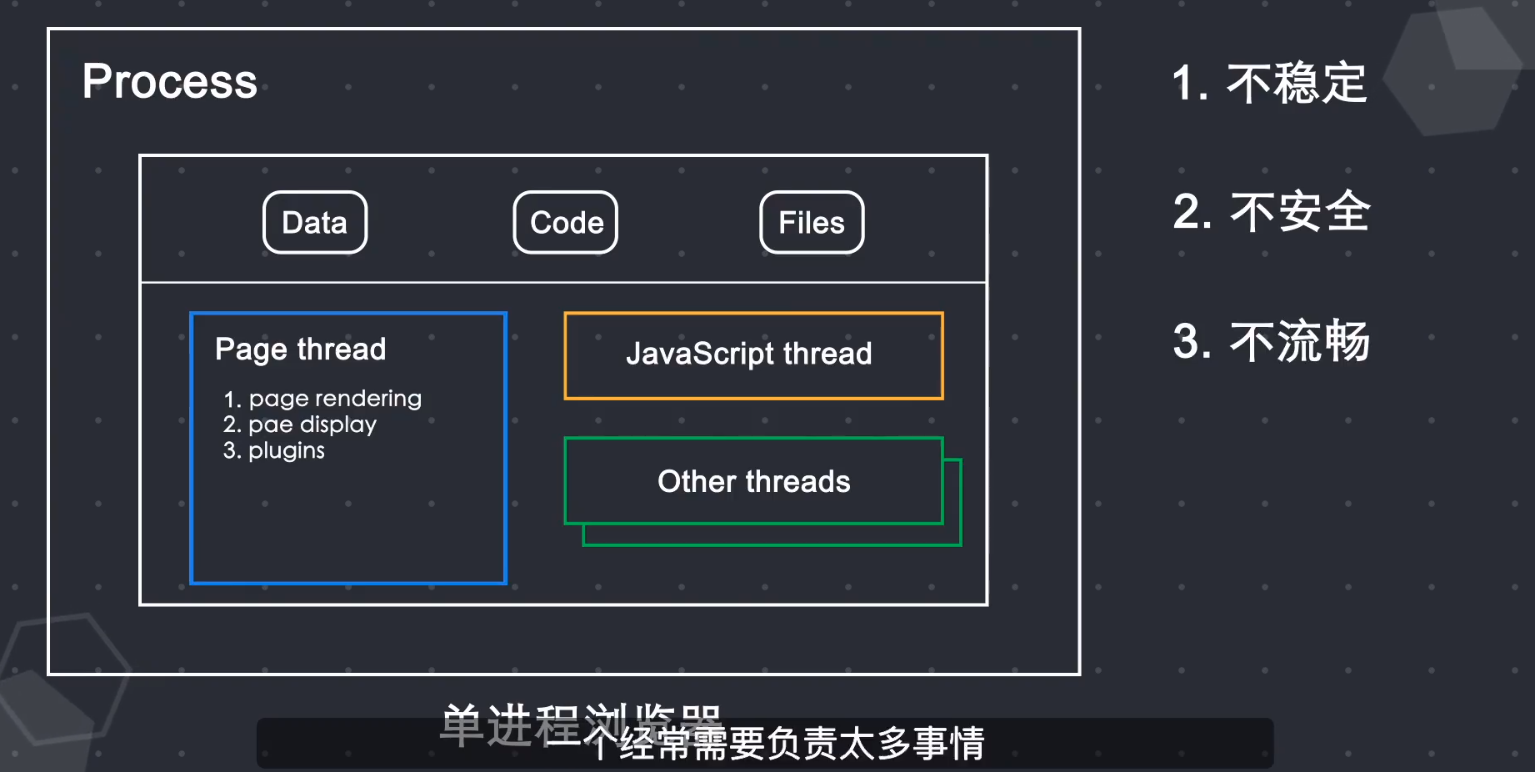 Process
Data
Code
Files
Page thread
1. page rendering
2. pae display
3. plugins
JavaScript thread
Other threads
1. 不稳定
2. 不安全
3. 不流畅
单进程浏览器
一个经常需要负责太多事情